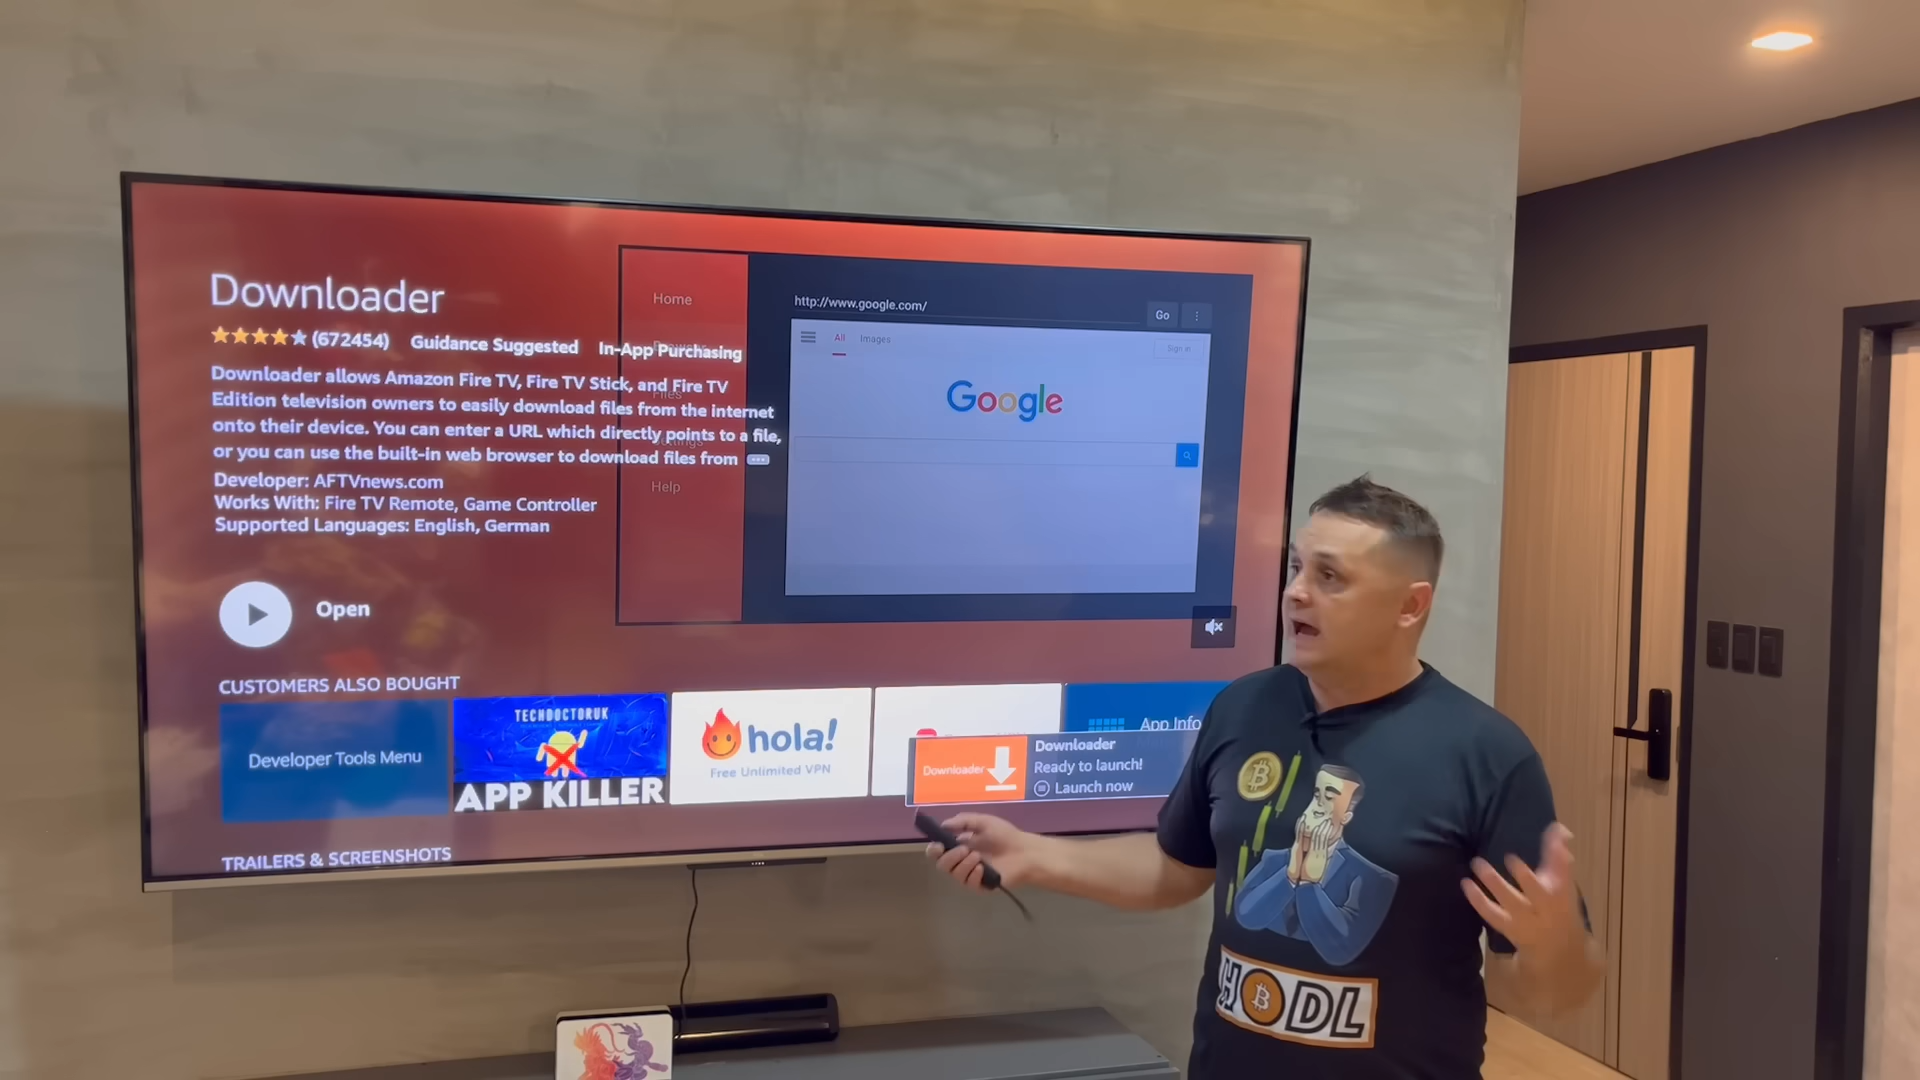 Downloader
(672454) Guidance Suggested In-App Purchasing
Downloader allows Amazon Fire TV, Fire TV Stick, and Fire TV
Edition television owners to easily download files from the internet
onto their device. You can enter a URL which directly points to a file,
or you can use the built-in web browser to download files from
Developer: AFTVnews.com
Works With: Fire TV Remote, Game Controller
Supported Languages: English, German
Home
Files
Settings
Help
http://www.google.com/
Go
All Images
Sign in
Google
Open
CUSTOMERS ALSO BOUGHT
Developer Tools Menu
TECHDOCTORUK
APP KILLER
hola!
Free Unlimited VPN
App Info
Downloader
Downloader
Ready to launch!
Launch now
TRAILERS & SCREENSHOTS
HODL